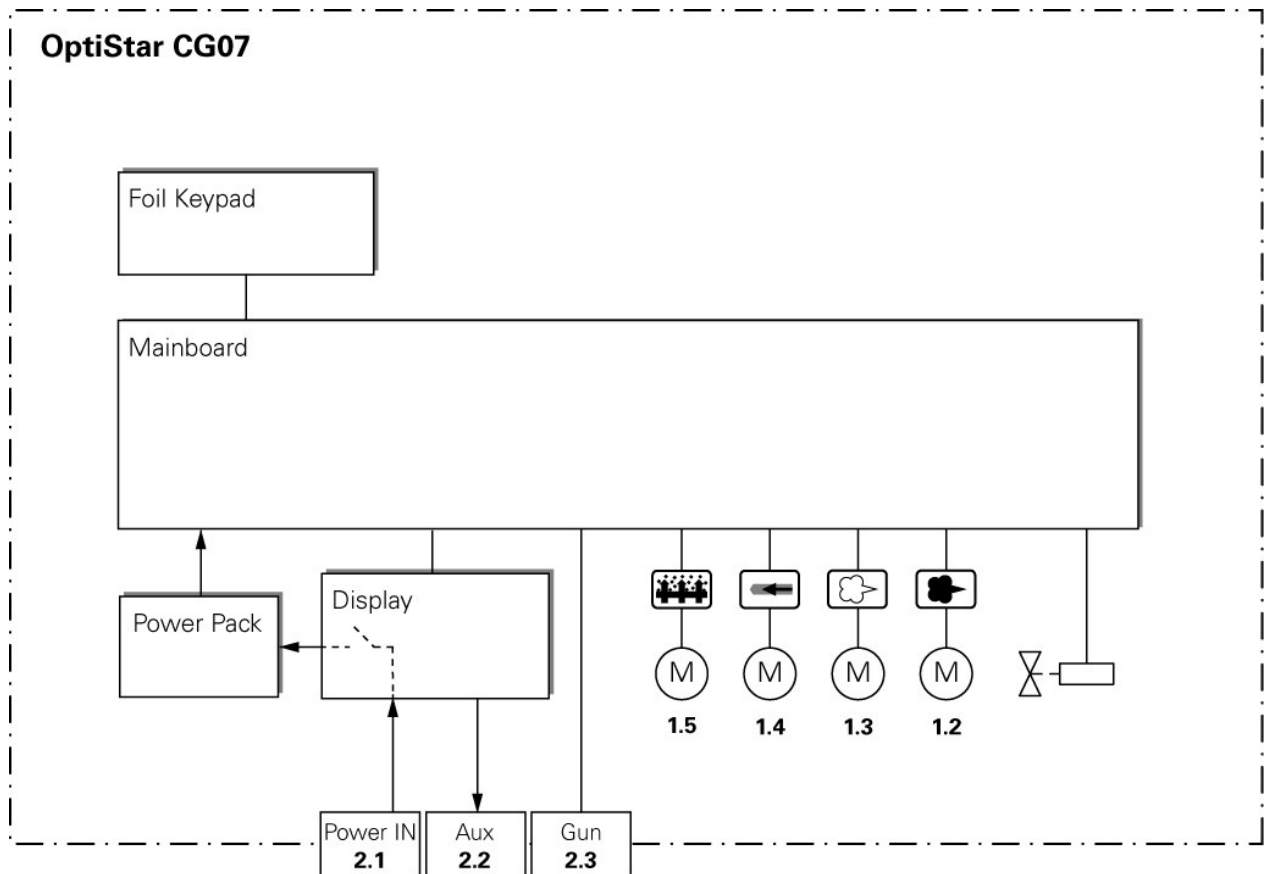 OptiStar CG07
Foil Keypad
Mainboard
Power Pack
Display
M
M
M
M
1.5
1.4
1.3
1.2
Power IN
2.1
Aux
2.2
Gun
2.3